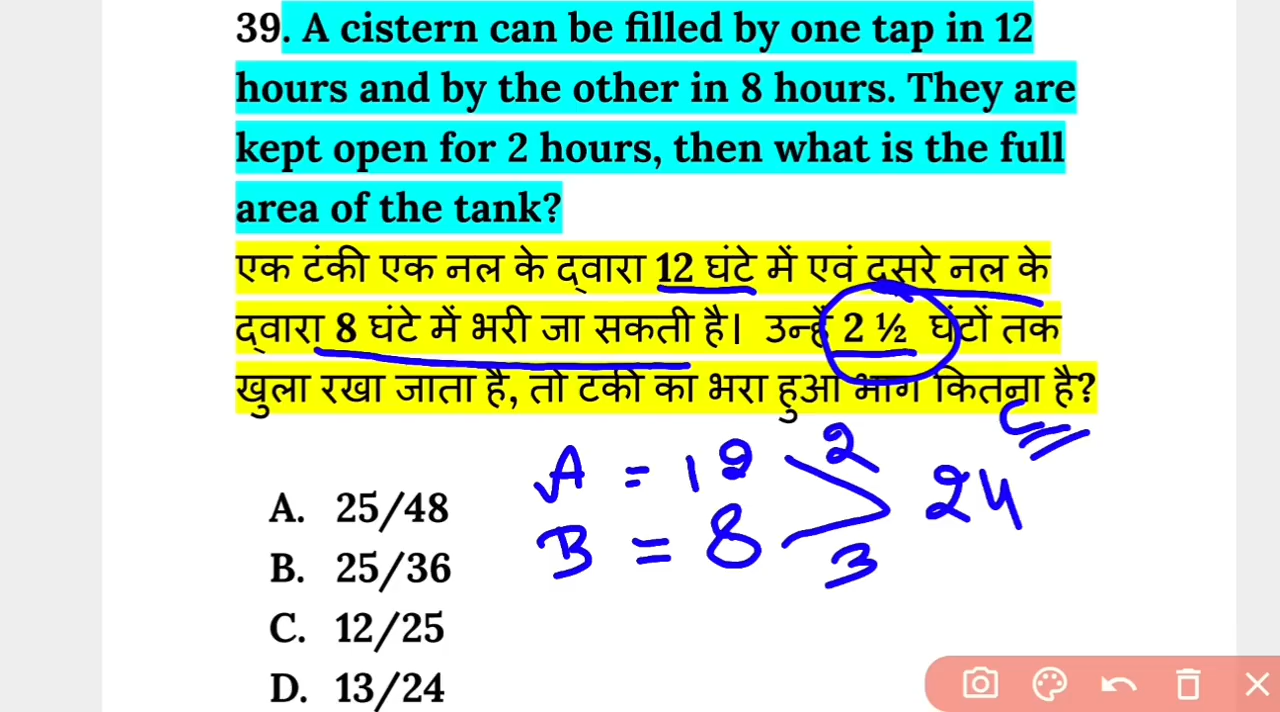 39. A cistern can be filled by one tap in 12
hours and by the other in 8 hours. They are
kept open for 2 hours, then what is the full
area of the tank?
एक टंकी एक नल के द्वारा 12 घंटे में एवं दूसरे नल के
द्वारा 8 घंटे में भरी जा सकती है। उन्हें 2 ½ घंटों तक
खुला रखा जाता है, तो टंकी का भरा हुआ भाग कितना है?
A = 12 2 24
B = 8 3
A. 25/48
B. 25/36
C. 12/25
D. 13/24